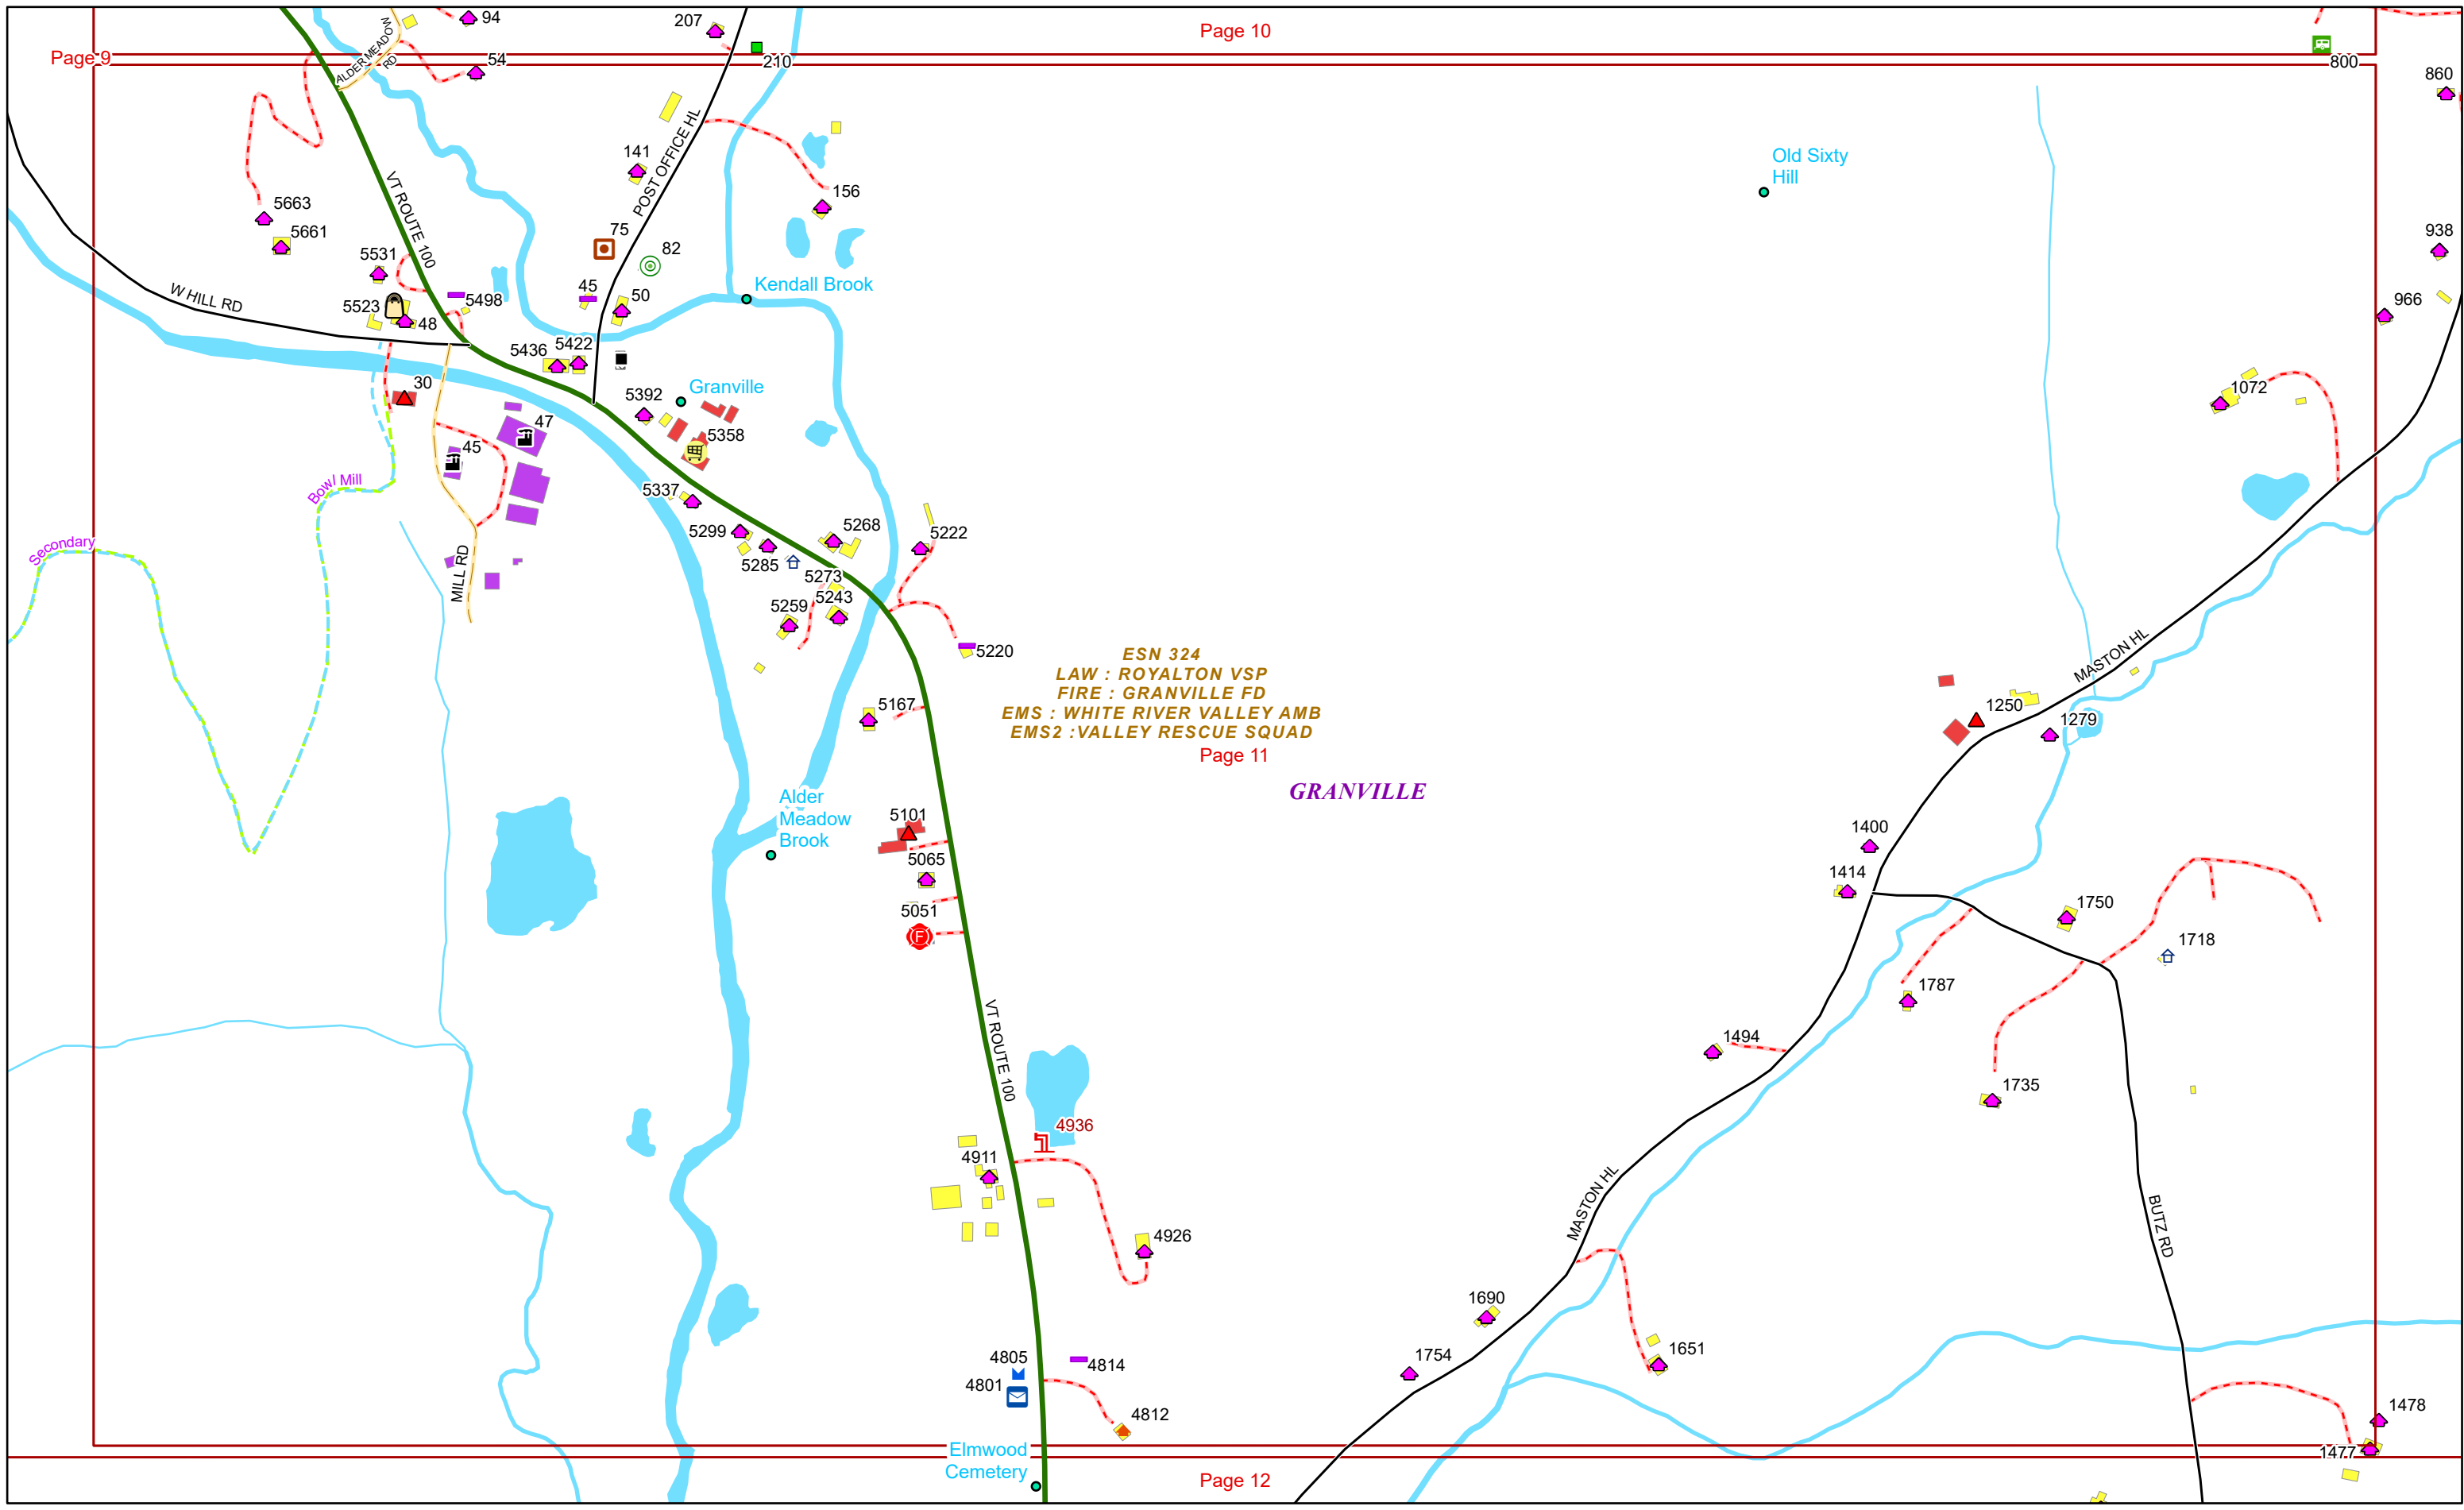 94
207
Page 10
Page 9
ALDER MEADOW
RD
54
210
800
860
POST OFFICE HL
141
Old Sixty
Hill
156
VT ROUTE 100
5663
5661
75
82
938
5531
Kendall Brook
W HILL RD
45
50
5523
5498
48
966
5436
5422
30
Granville
5392
1072
47
5358
45
Bowl Mill
5337
5299
5268
5222
Secondary
5285
5273
MILL RD
5259
5243
5220
ESN 324
LAW : ROYALTON VSP
FIRE : GRANVILLE FD
EMS : WHITE RIVER VALLEY AMB
EMS2 :VALLEY RESCUE SQUAD
Page 11
MASTON HL
5167
1250
1279
GRANVILLE
Alder
Meadow
Brook
5101
5065
5051
1400
1414
1750
1718
1787
VT ROUTE 100
1494
1735
4936
4911
MASTON HL
BUTZ RD
4926
1690
1651
1754
4805
4814
4801
4812
1478
1477
Elmwood
Cemetery
Page 12
F